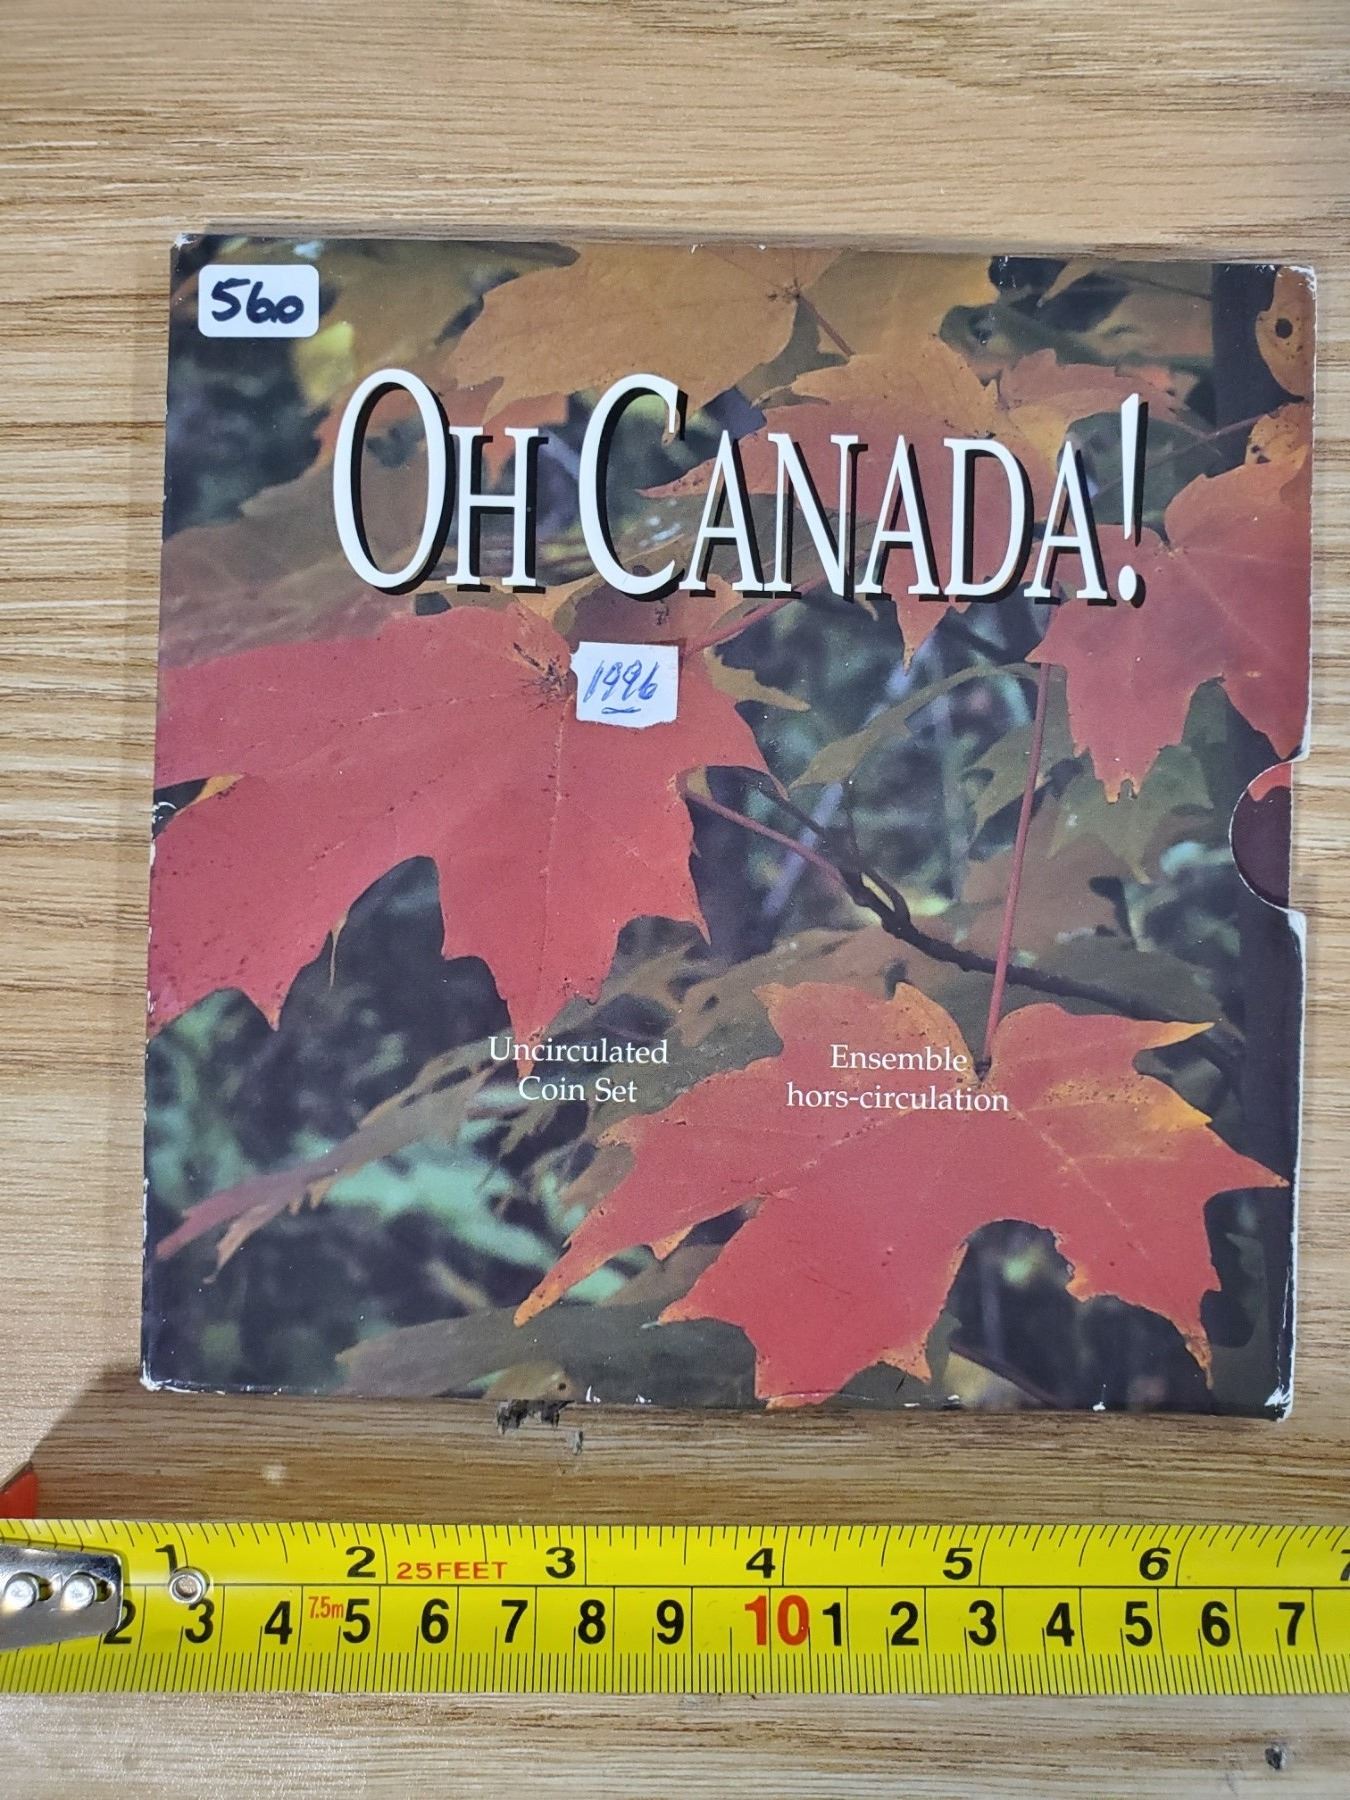 560
OH CANADA!
1996
Uncirculated
Coin Set
Ensemble
hors-circulation
1 2 25FEET 3 4 5 6 7
2 3 4 7.5m 5 6 7 8 9 10 1 2 3 4 5 6 7